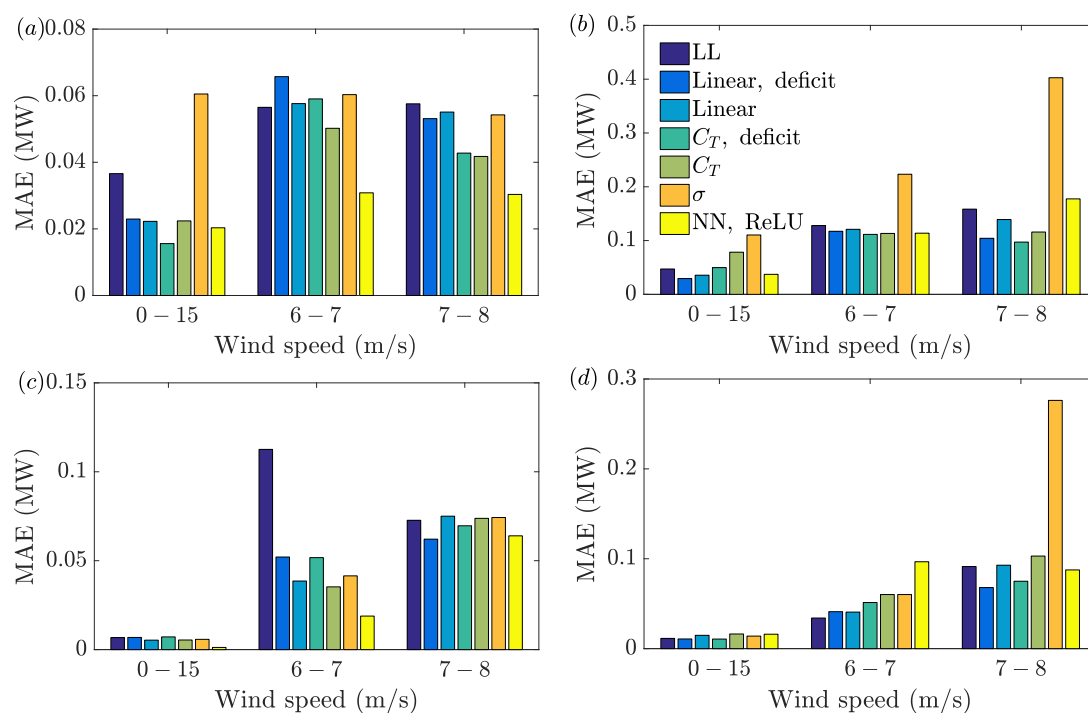 (a)
0.08
0.06
0.04
0.02
0
MAE (MW)
0 − 15
6 − 7
7 − 8
Wind speed (m/s)
(b)
0.5
0.4
0.3
0.2
0.1
0
MAE (MW)
LL
Linear, deficit
Linear
C_T, deficit
C_T
σ
NN, ReLU
0 − 15
6 − 7
7 − 8
Wind speed (m/s)
(c)
0.15
0.1
0.05
0
MAE (MW)
0 − 15
6 − 7
7 − 8
Wind speed (m/s)
(d)
0.3
0.2
0.1
0
MAE (MW)
0 − 15
6 − 7
7 − 8
Wind speed (m/s)